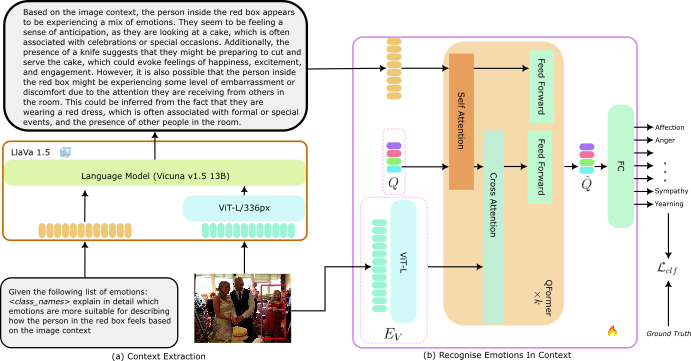 Based on the image context, the person inside the red box appears
to be experiencing a mix of emotions. They seem to be feeling a
sense of anticipation, as they are looking at a cake, which is often
associated with celebrations or special occasions. Additionally, the
presence of a knife suggests that they might be preparing to cut and
serve the cake, which could evoke feelings of happiness, excitement,
and engagement. However, it is also possible that the person inside
the red box might be experiencing some level of embarrassment or
discomfort due to the attention they are receiving from others in
the room. This could be inferred from the fact that they are
wearing a red dress, which is often associated with formal or special
events, and the presence of other people in the room.
LlaVa 1.5
Language Model (Vicuna v1.5 13B)
ViT-L/336px
Given the following list of emotions:
<class_names> explain in detail which
emotions are more suitable for describing
how the person in the red box feels based
on the image context
(a) Context Extraction
Self Attention
Feed Forward
Q
Cross Attention
Feed Forward
Q̂
FC
Affection
Anger
Sympathy
Yearning
ViT-L
E_V
QFormer
×k
ℒ_clf
Ground Truth
(b) Recognise Emotions In Context